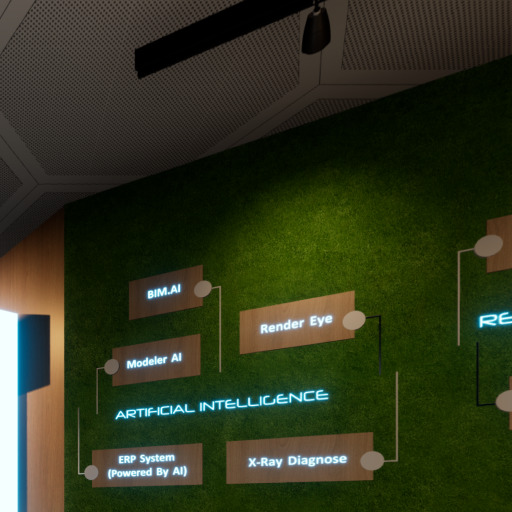 BIM.AI
Render Eye
Modeler AI
ARTIFICIAL INTELLIGENCE
ERP System
(Powered By AI)
X-Ray Diagnose